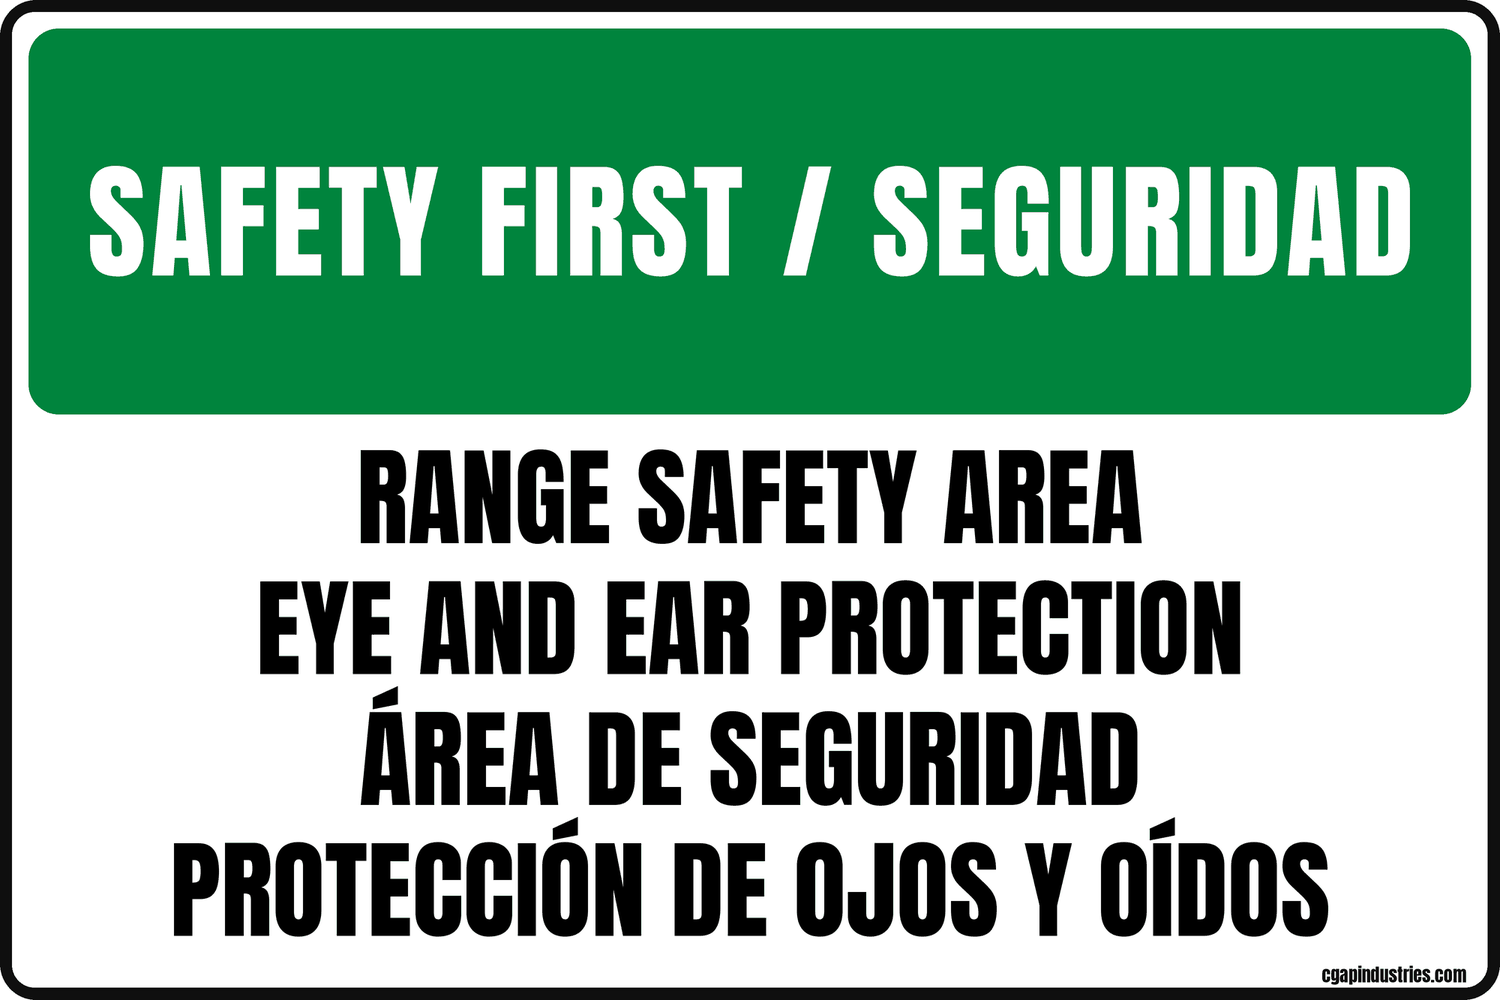 SAFETY FIRST / SEGURIDAD
RANGE SAFETY AREA
EYE AND EAR PROTECTION
ÁREA DE SEGURIDAD
PROTECCIÓN DE OJOS Y OÍDOS
cgapindustries.com